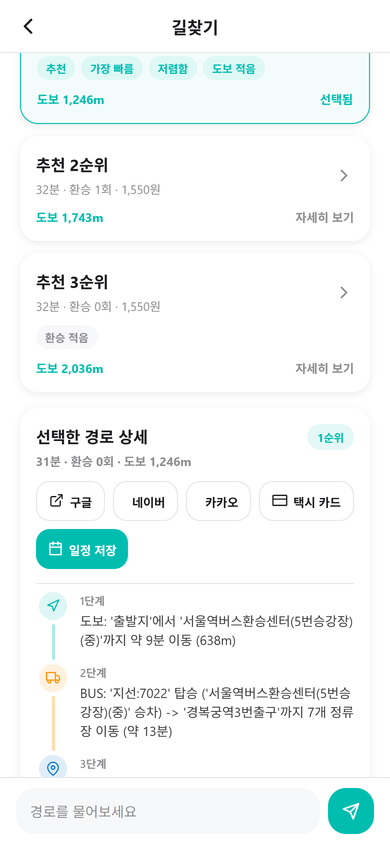 길찾기
추천 가장 빠름 저렴함 도보 적음
도보 1,246m 선택됨
추천 2순위
32분 · 환승 1회 · 1,550원
도보 1,743m 자세히 보기
추천 3순위
32분 · 환승 0회 · 1,550원
환승 적음
도보 2,036m 자세히 보기
선택한 경로 상세 1순위
31분 · 환승 0회 · 도보 1,246m
구글 네이버 카카오 택시 카드
일정 저장
1단계
도보: '출발지'에서 '서울역버스환승센터(5번승강장)
(중)'까지 약 9분 이동 (638m)
2단계
BUS: '지선:7022' 탑승 ('서울역버스환승센터(5번승
강장)(중)' 승차) -> '경복궁역3번출구'까지 7개 정류
장 이동 (약 13분)
3단계
경로를 물어보세요